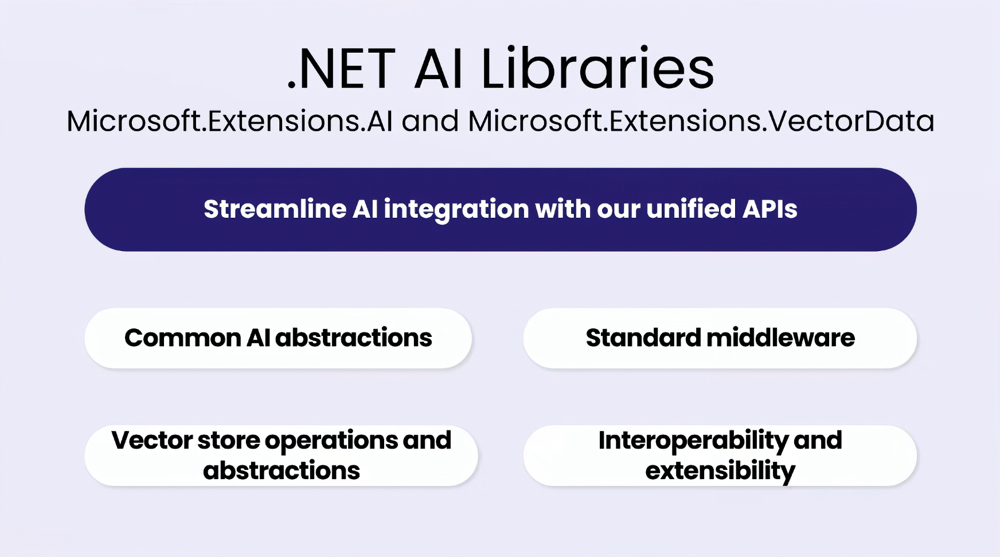 .NET AI Libraries
Microsoft.Extensions.AI and Microsoft.Extensions.VectorData
Streamline AI integration with our unified APIs
Common AI abstractions
Standard middleware
Vector store operations and
abstractions
Interoperability and
extensibility